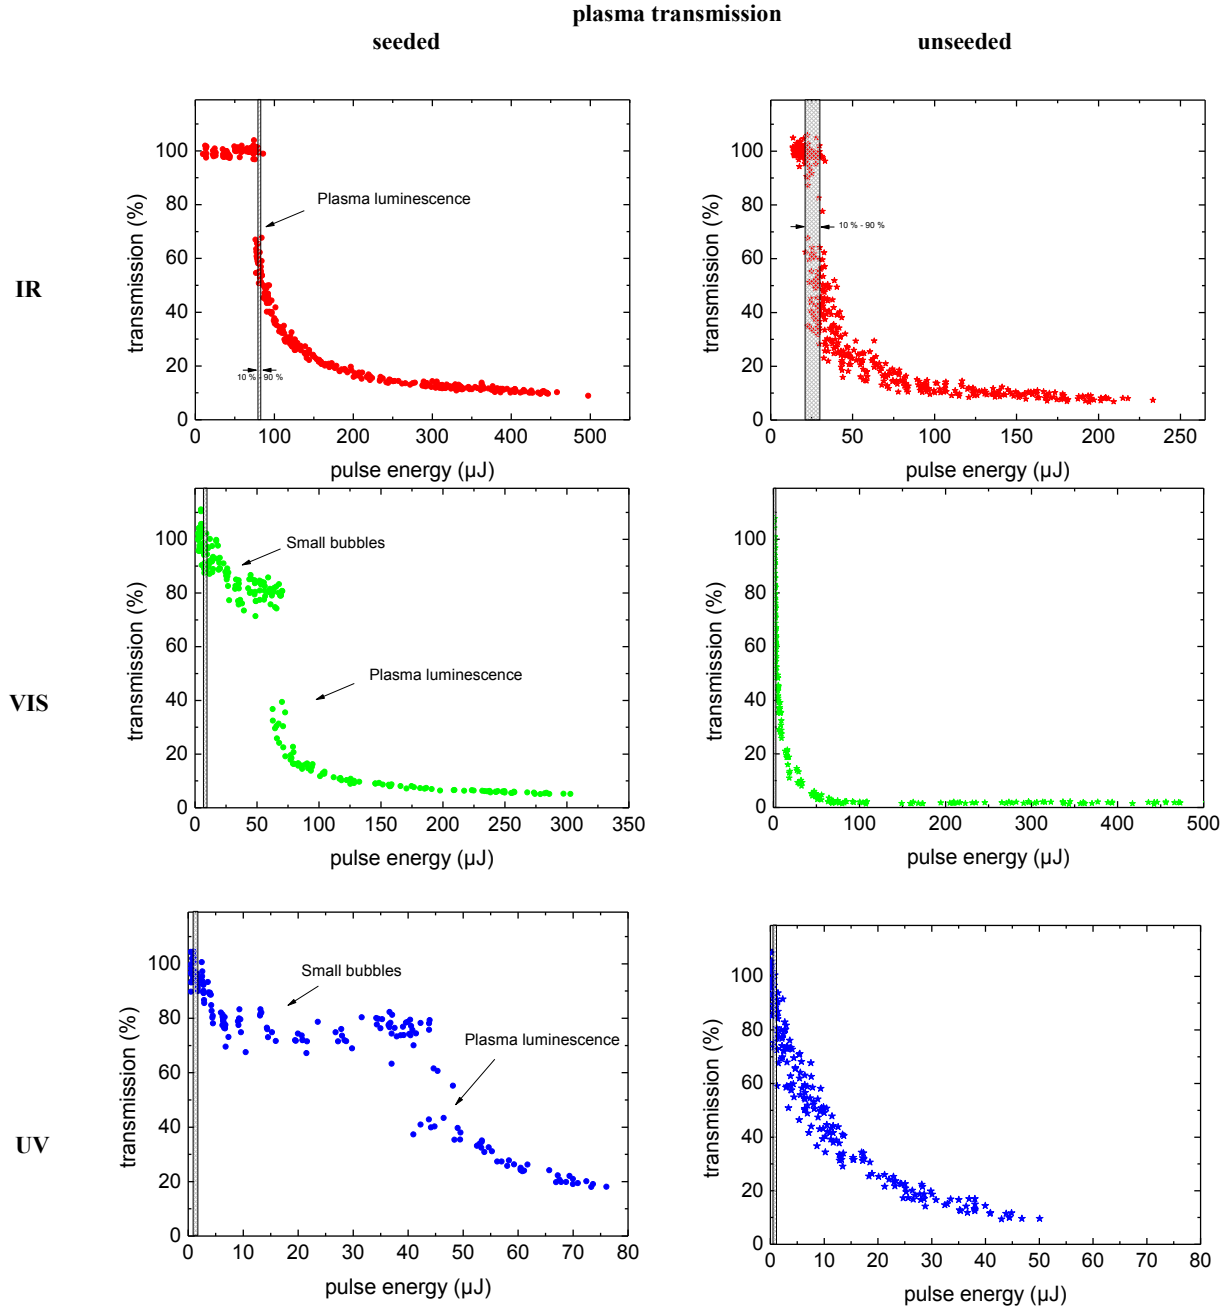 plasma transmission
seeded
unseeded
IR
transmission (%)
100
80
60
40
20
0
Plasma luminescence
10 % - 90 %
0 100 200 300 400 500
pulse energy (µJ)
transmission (%)
100
80
60
40
20
0
10 % - 90 %
0 50 100 150 200 250
pulse energy (µJ)
VIS
transmission (%)
100
80
60
40
20
0
Small bubbles
Plasma luminescence
0 50 100 150 200 250 300 350
pulse energy (µJ)
transmission (%)
100
80
60
40
20
0
0 100 200 300 400 500
pulse energy (µJ)
UV
transmission (%)
100
80
60
40
20
0
Small bubbles
Plasma luminescence
0 10 20 30 40 50 60 70 80
pulse energy (µJ)
transmission (%)
100
80
60
40
20
0
0 10 20 30 40 50 60 70 80
pulse energy (µJ)